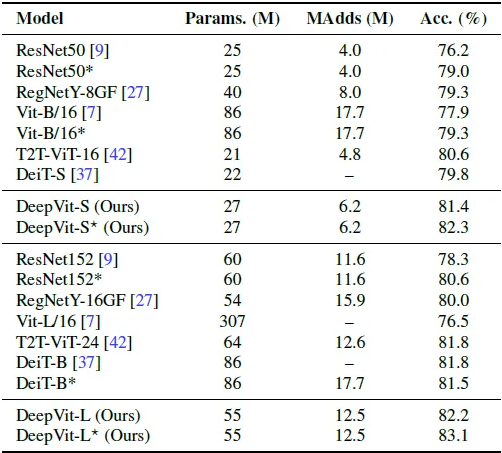 Model Params. (M) MAdds (M) Acc. (%)
ResNet50 [9] 25 4.0 76.2
ResNet50* 25 4.0 79.0
RegNetY-8GF [27] 40 8.0 79.3
Vit-B/16 [7] 86 17.7 77.9
Vit-B/16* 86 17.7 79.3
T2T-ViT-16 [42] 21 4.8 80.6
DeiT-S [37] 22 – 79.8
DeepVit-S (Ours) 27 6.2 81.4
DeepVit-S⋆ (Ours) 27 6.2 82.3
ResNet152 [9] 60 11.6 78.3
ResNet152* 60 11.6 80.6
RegNetY-16GF [27] 54 15.9 80.0
Vit-L/16 [7] 307 – 76.5
T2T-ViT-24 [42] 64 12.6 81.8
DeiT-B [37] 86 – 81.8
DeiT-B* 86 17.7 81.5
DeepVit-L (Ours) 55 12.5 82.2
DeepVit-L⋆ (Ours) 55 12.5 83.1